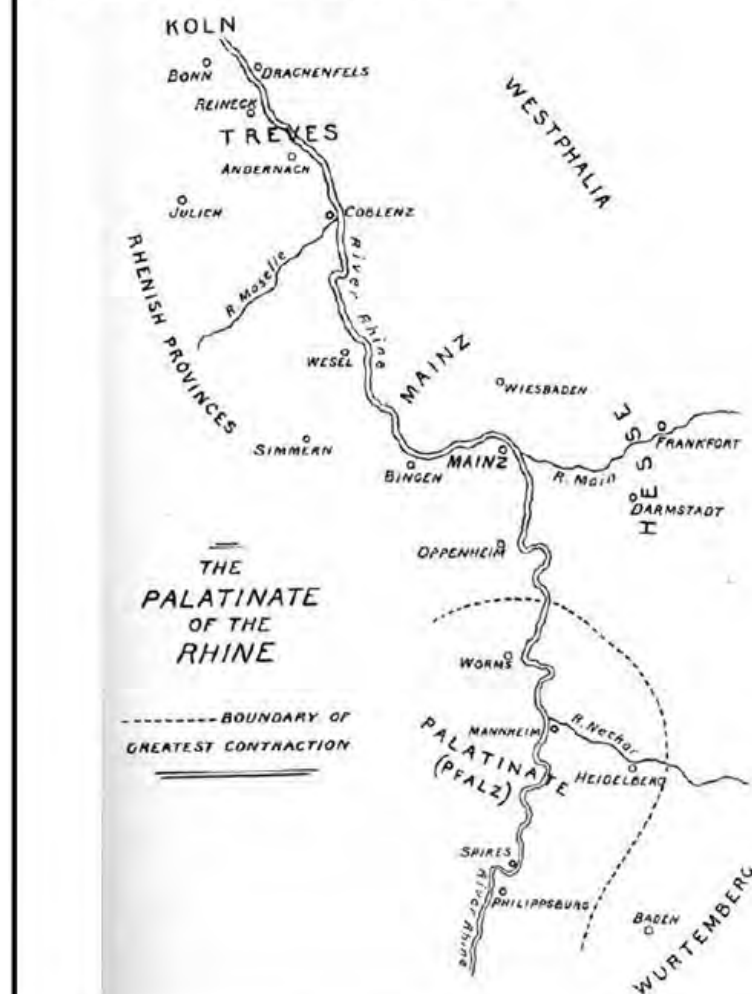 KOLN
BONN
DRACHENFELS
REINECK
TREVES
ANDERNACH
WESTPHALIA
JULICH
COBLENZ
RHENISH PROVINCES
R. Moselle
River Rhine
WESEL
MAINZ
WIESBADEN
HESSE
FRANKFORT
SIMMERN
BINGEN
MAINZ
R. Main
DARMSTADT
OPPENHEIM
THE
PALATINATE
OF THE
RHINE
WORMS
BOUNDARY OF
GREATEST CONTRACTION
MANNHEIM
R. Neckar
PALATINATE
(PFALZ)
HEIDELBERG
SPIRES
River Rhine
PHILIPPSBURG
BADEN
WURTEMBERG